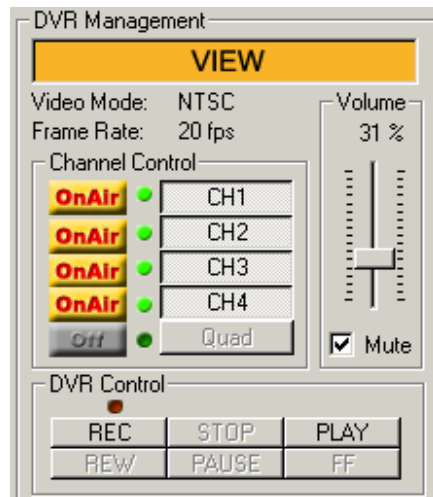 DVR Management
VIEW
Video Mode: NTSC
Frame Rate: 20 fps
Volume
31 %
Channel Control
OnAir CH1
OnAir CH2
OnAir CH3
OnAir CH4
Off Quad
Mute
DVR Control
REC STOP PLAY
REW PAUSE FF